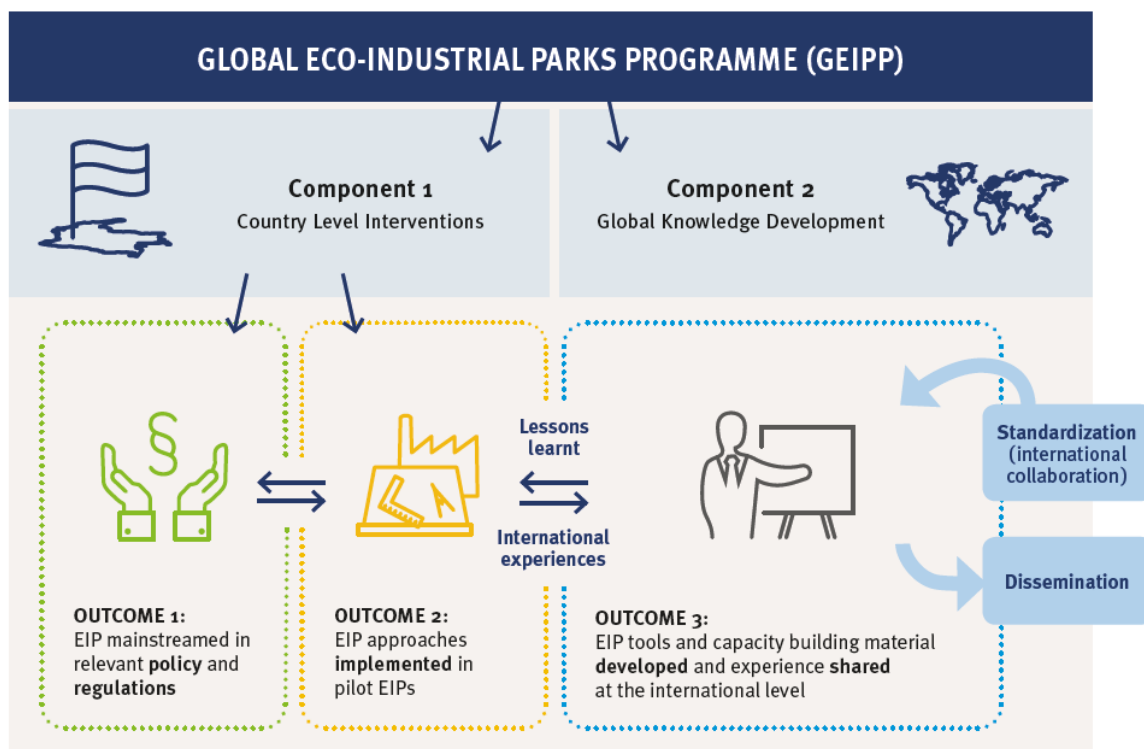 GLOBAL ECO-INDUSTRIAL PARKS PROGRAMME (GEIPP)
Component 1
Country Level Interventions
Component 2
Global Knowledge Development
Lessons
learnt
International
experiences
Standardization
(international
collaboration)
Dissemination
OUTCOME 1:
EIP mainstreamed in
relevant policy and
regulations
OUTCOME 2:
EIP approaches
implemented in
pilot EIPs
OUTCOME 3:
EIP tools and capacity building material
developed and experience shared
at the international level